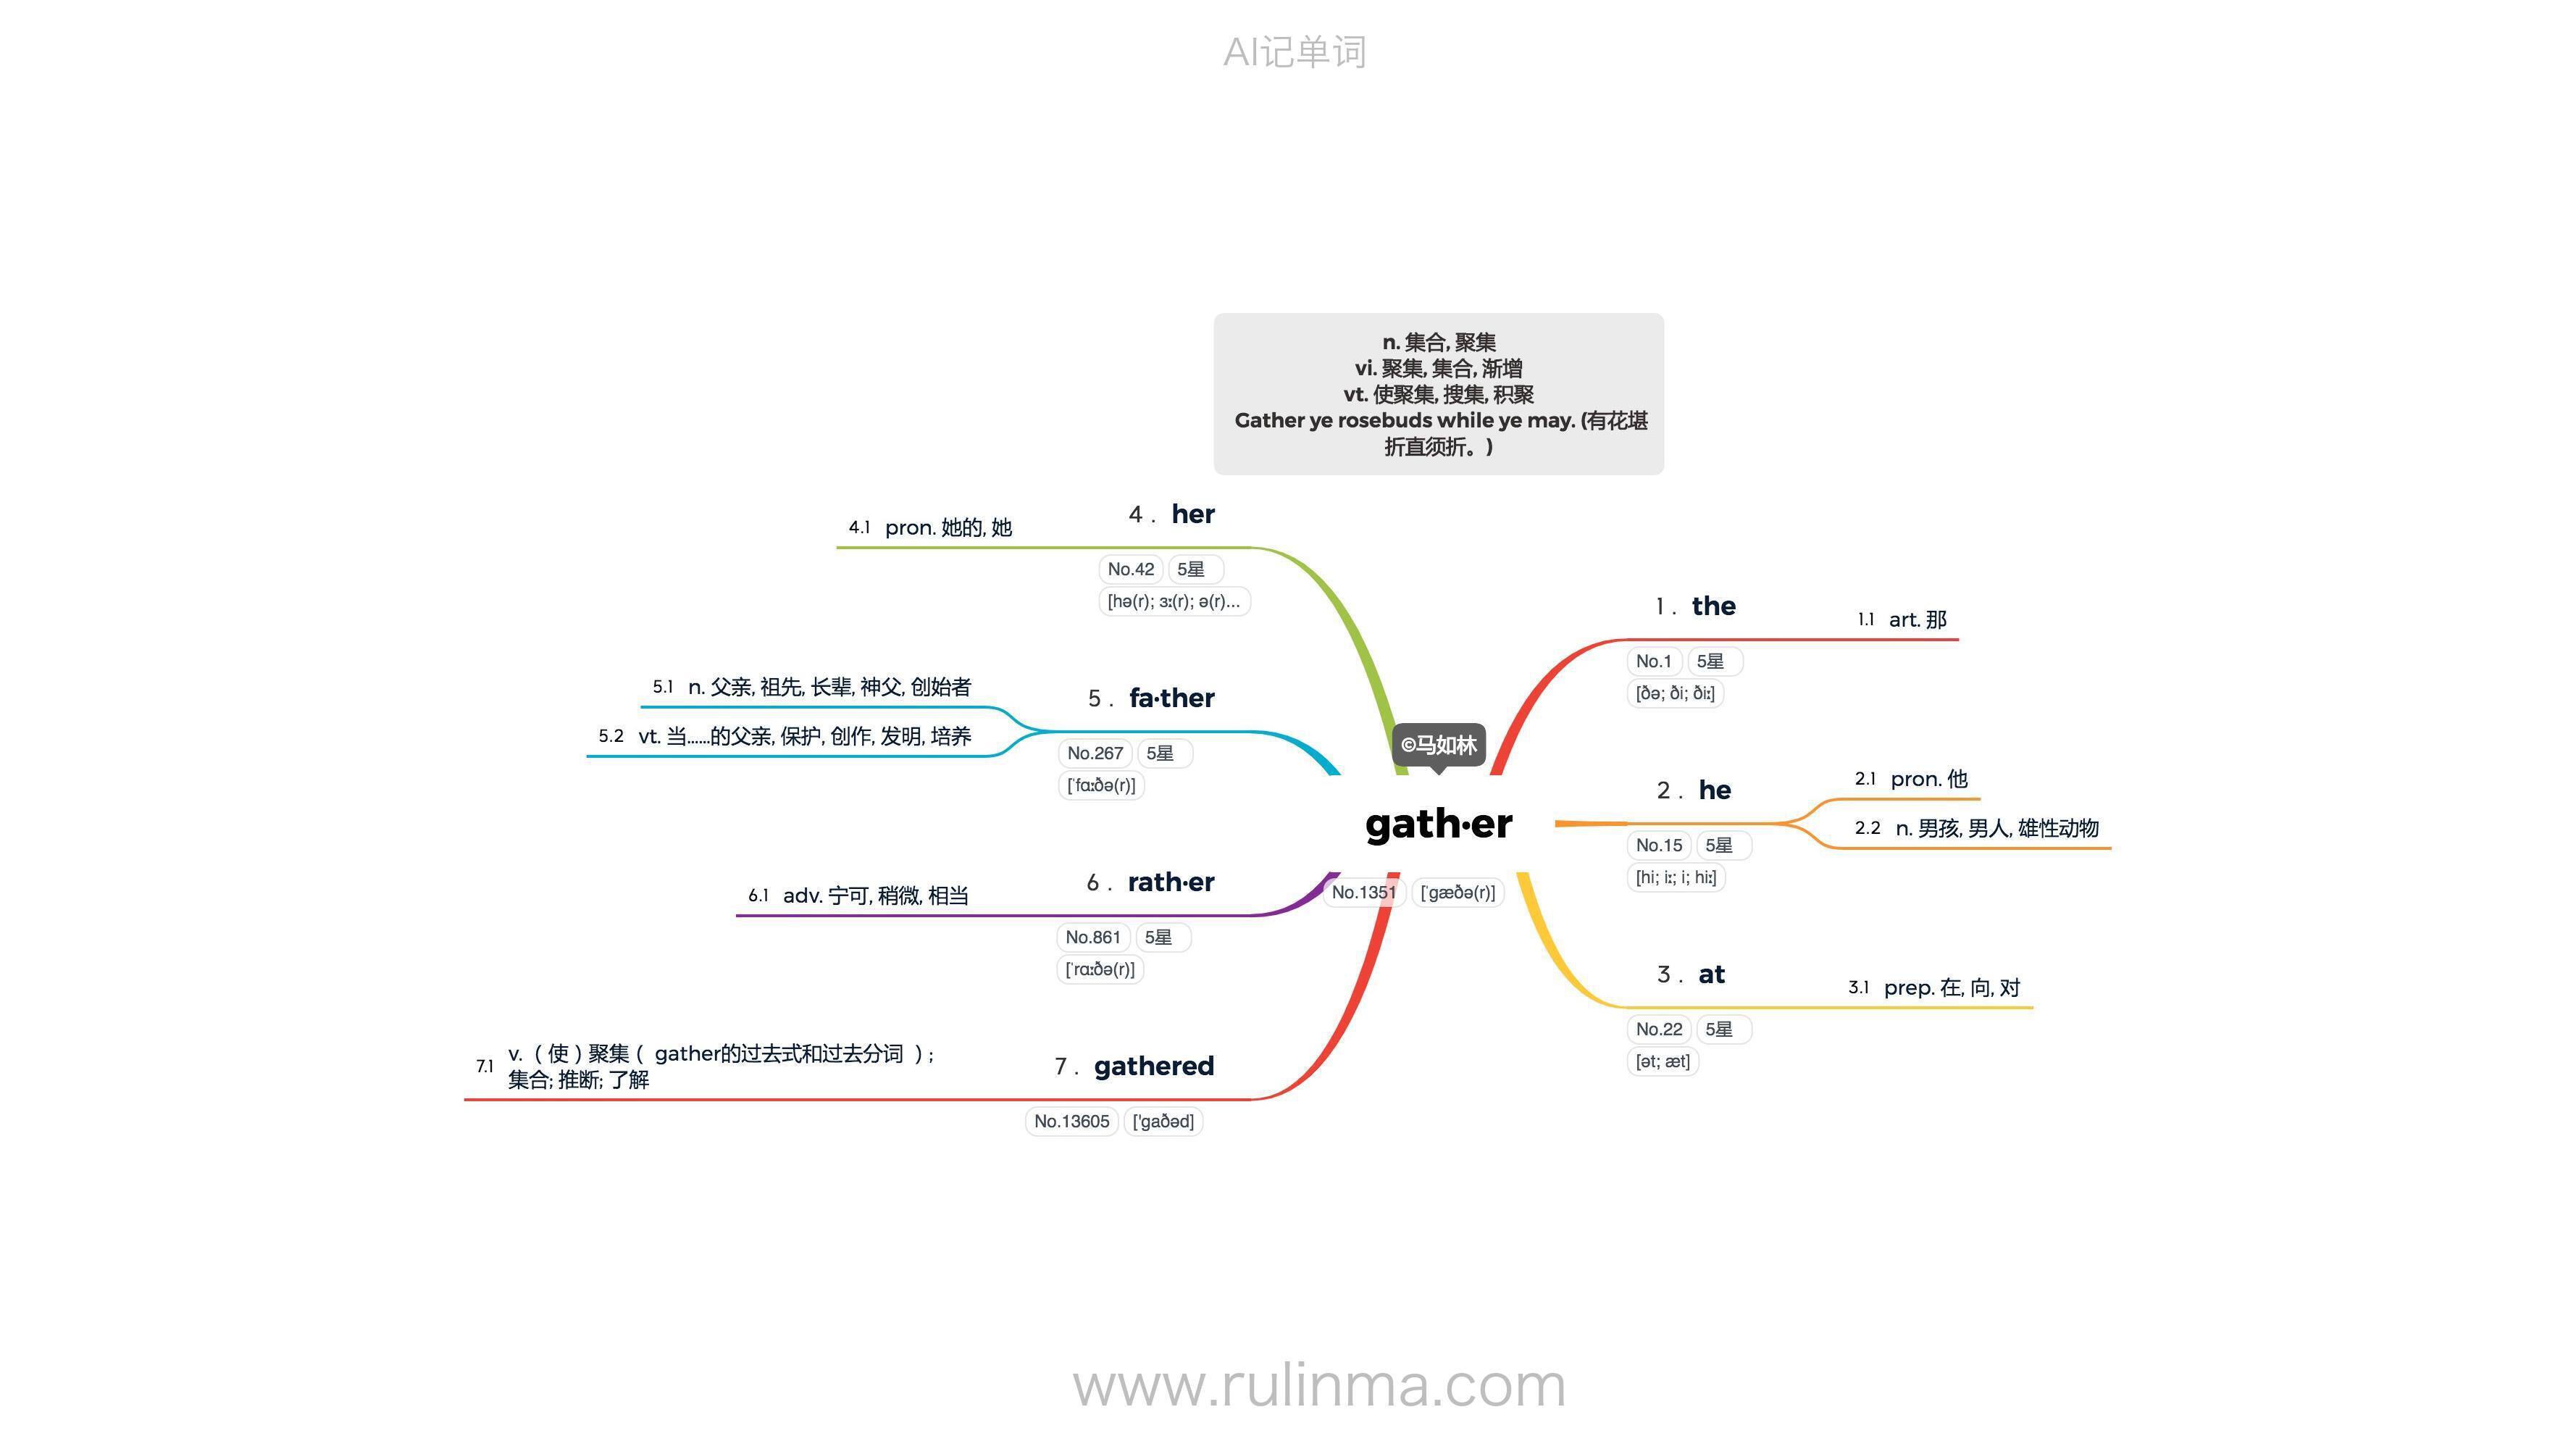 AI记单词
n. 集合, 聚集
vi. 聚集, 集合, 渐增
vt. 使聚集, 搜集, 积聚
Gather ye rosebuds while ye may. (有花堪
折直须折。)
©马如林
gath·er
No.1351 ['gæðə(r)]
1. the
No.1 5星
[ðə; ði; ðiː]
1.1 art. 那
2. he
No.15 5星
[hi; iː; i; hiː]
2.1 pron. 他
2.2 n. 男孩, 男人, 雄性动物
3. at
No.22 5星
[ət; æt]
3.1 prep. 在, 向, 对
4. her
No.42 5星
[hə(r); ɜː(r); ə(r)...
4.1 pron. 她的, 她
5. fa·ther
No.267 5星
['fɑːðə(r)]
5.1 n. 父亲, 祖先, 长辈, 神父, 创始者
5.2 vt. 当……的父亲, 保护, 创作, 发明, 培养
6. rath·er
No.861 5星
['rɑːðə(r)]
6.1 adv. 宁可, 稍微, 相当
7. gathered
No.13605 ['gaðəd]
7.1 v.（使）聚集（ gather的过去式和过去分词 ）;
集合; 推断; 了解
www.rulinma.com